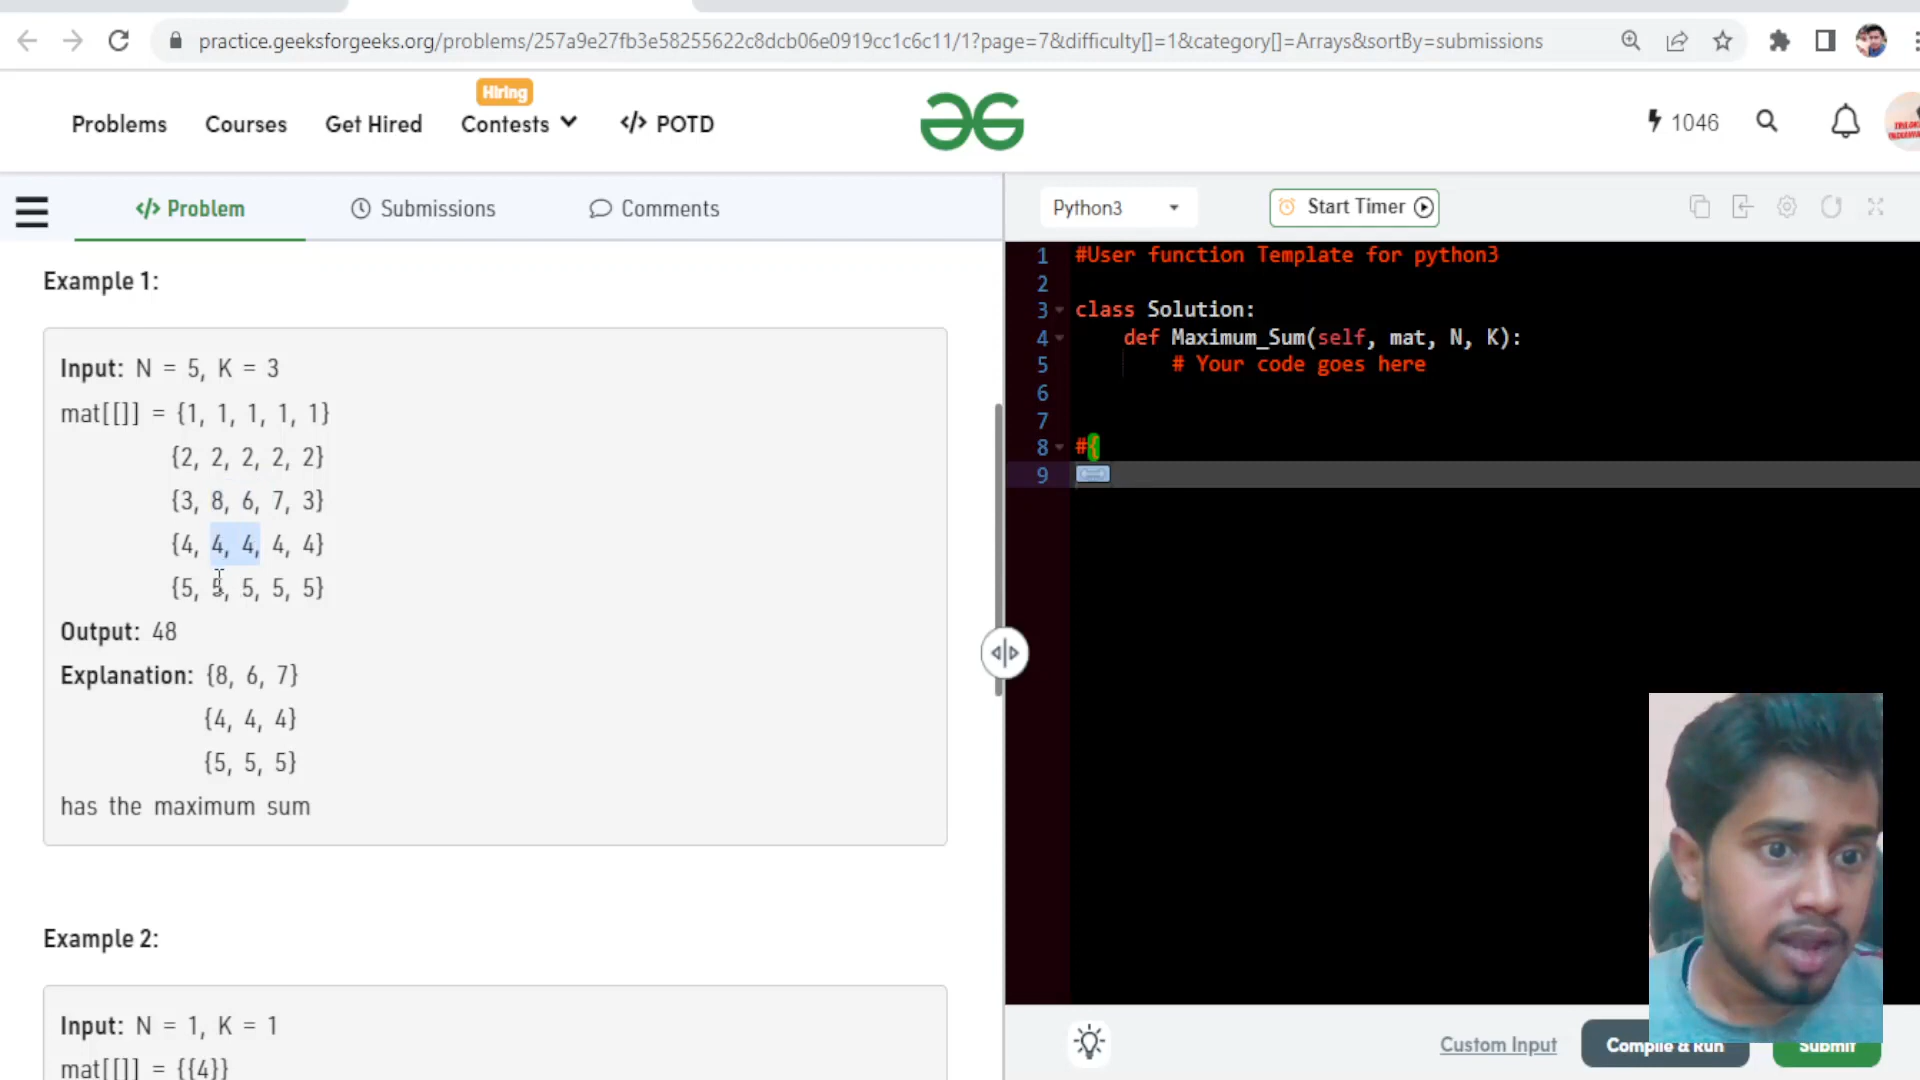 practice.geeksforgeeks.org/problems/257a9e27fb3e58255622c8dcb06e0919cc1c6c11/1?page=7&difficulty[]=1&category[]=Arrays&sortBy=submissions
Hiring
Problems Courses Get Hired Contests </> POTD 1046
</> Problem Submissions Comments Python3 Start Timer
Example 1:
Input: N = 5, K = 3
mat[[]] = {1, 1, 1, 1, 1}
{2, 2, 2, 2, 2}
{3, 8, 6, 7, 3}
{4, 4, 4, 4, 4}
{5, 5, 5, 5, 5}
Output: 48
Explanation: {8, 6, 7}
{4, 4, 4}
{5, 5, 5}
has the maximum sum
Example 2:
Input: N = 1, K = 1
mat[[]] = {{4}}
1 #User function Template for python3
2
3 class Solution:
4 def Maximum_Sum(self, mat, N, K):
5 # Your code goes here
6
7
8 #{
9
Custom Input Compile & Run Submit